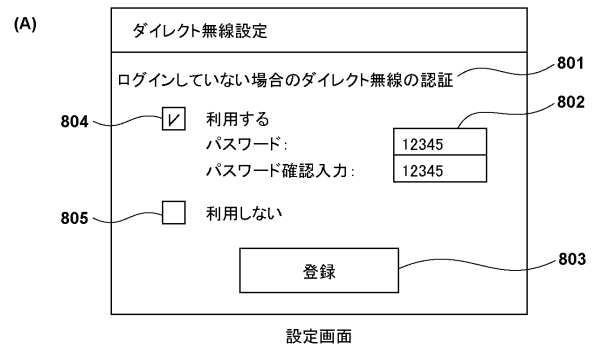 (A)
ダイレクト無線設定
ログインしていない場合のダイレクト無線の認証
801
802
804
利用する
パスワード:
12345
パスワード確認入力:
12345
805
利用しない
登録
803
設定画面